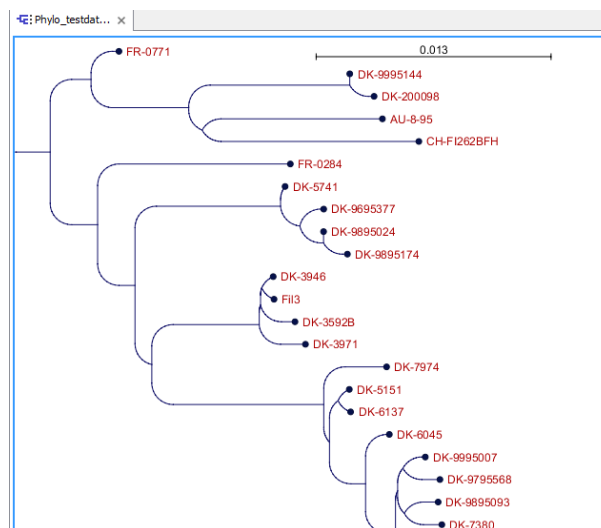 Phylo_testdat...
0.013
FR-0771
DK-9995144
DK-200098
AU-8-95
CH-FI262BFH
FR-0284
DK-5741
DK-9695377
DK-9895024
DK-9895174
DK-3946
Fil3
DK-3592B
DK-3971
DK-7974
DK-5151
DK-6137
DK-6045
DK-9995007
DK-9795568
DK-9895093
DK-7380